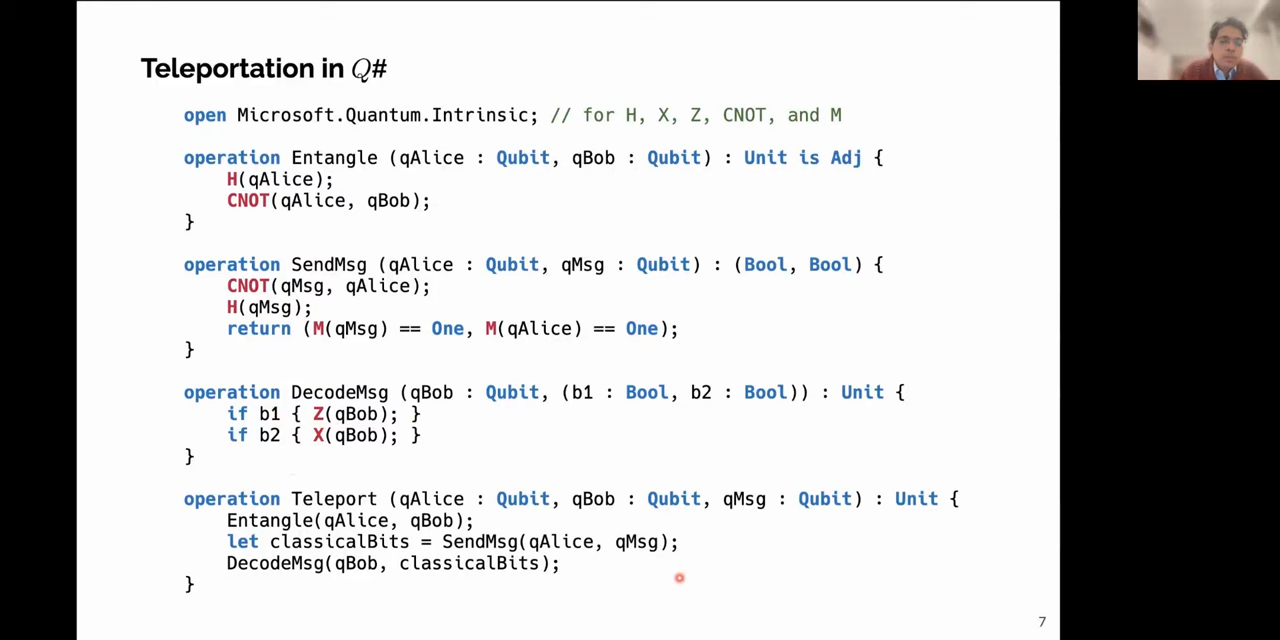 Teleportation in Q#
open Microsoft.Quantum.Intrinsic; // for H, X, Z, CNOT, and M
operation Entangle (qAlice : Qubit, qBob : Qubit) : Unit is Adj {
H(qAlice);
CNOT(qAlice, qBob);
}
operation SendMsg (qAlice : Qubit, qMsg : Qubit) : (Bool, Bool) {
CNOT(qMsg, qAlice);
H(qMsg);
return (M(qMsg) == One, M(qAlice) == One);
}
operation DecodeMsg (qBob : Qubit, (b1 : Bool, b2 : Bool)) : Unit {
if b1 { Z(qBob); }
if b2 { X(qBob); }
}
operation Teleport (qAlice : Qubit, qBob : Qubit, qMsg : Qubit) : Unit {
Entangle(qAlice, qBob);
let classicalBits = SendMsg(qAlice, qMsg);
DecodeMsg(qBob, classicalBits);
}
7